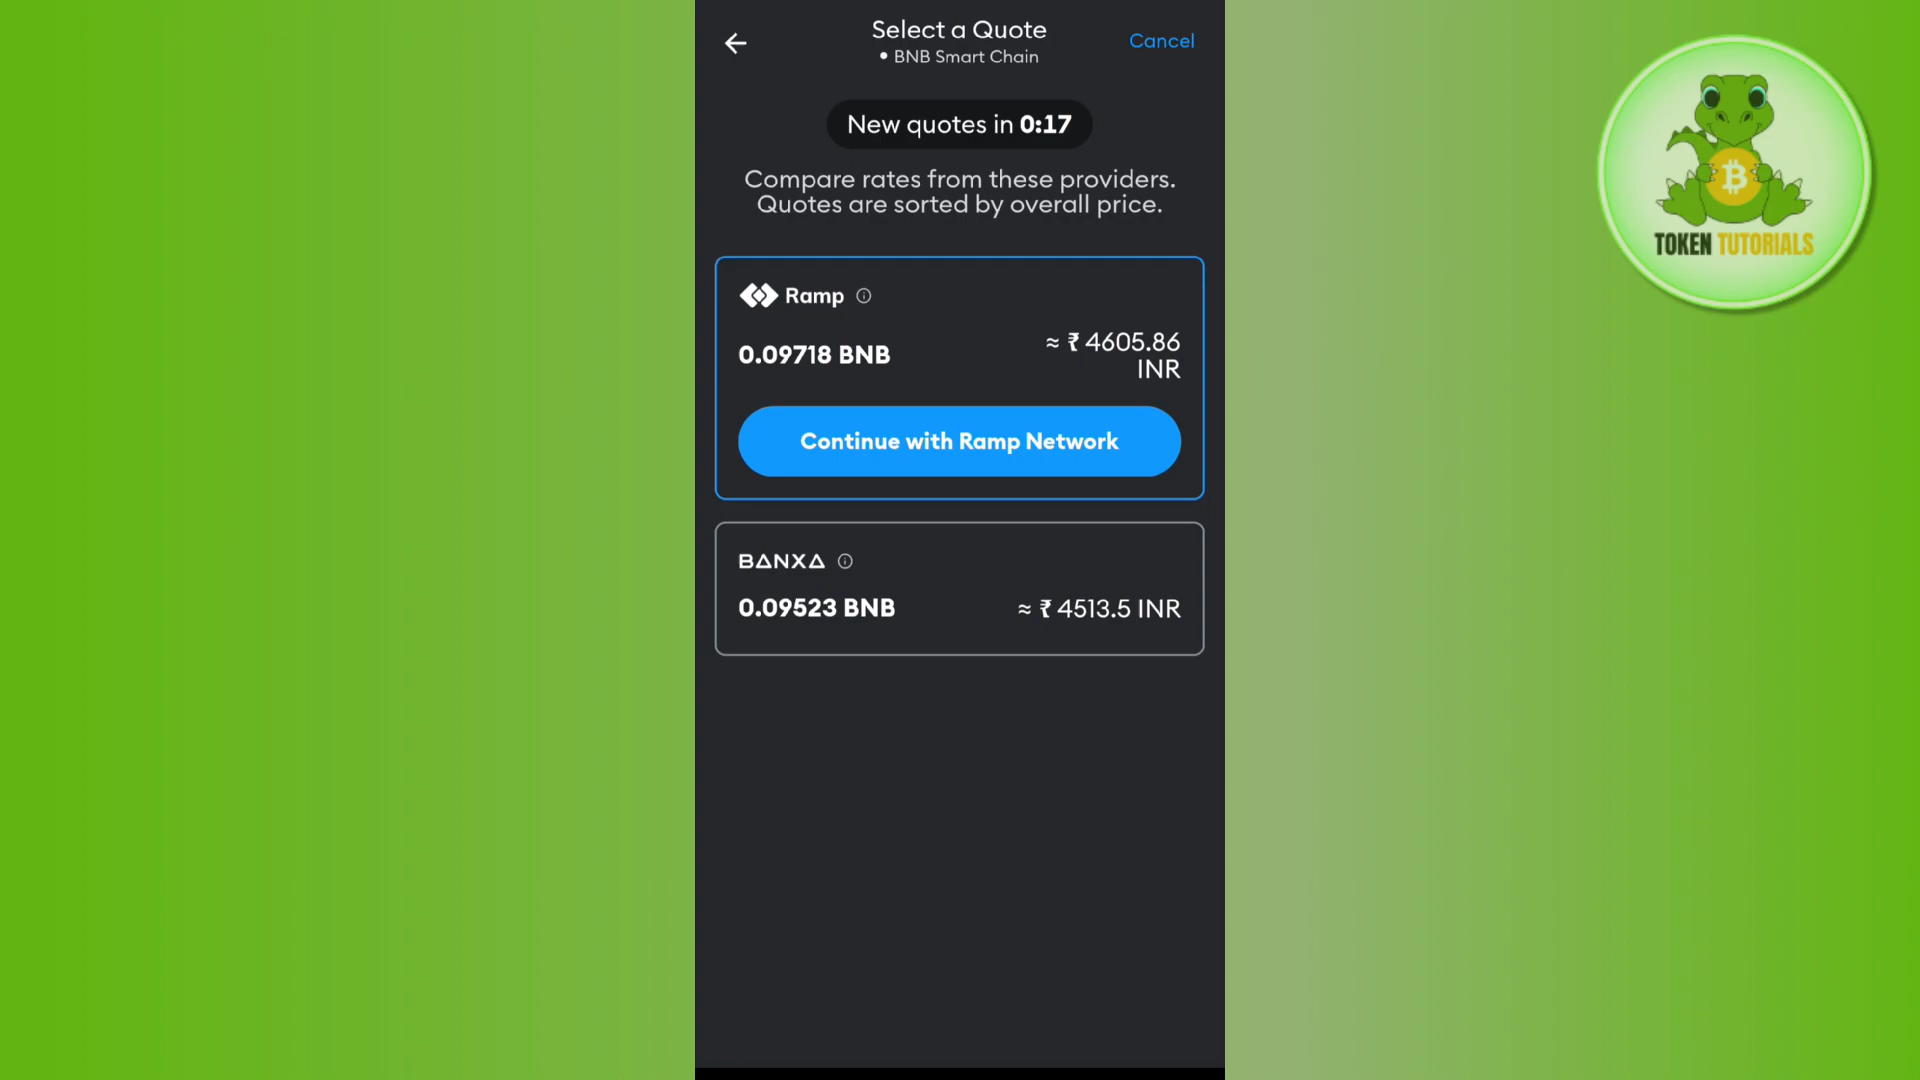 Select a Quote
• BNB Smart Chain
Cancel
New quotes in 0:17
Compare rates from these providers.
Quotes are sorted by overall price.
Ramp
0.09718 BNB
≈ ₹ 4605.86
INR
Continue with Ramp Network
BANXA
0.09523 BNB
≈ ₹ 4513.5 INR
TOKEN TUTORIALS